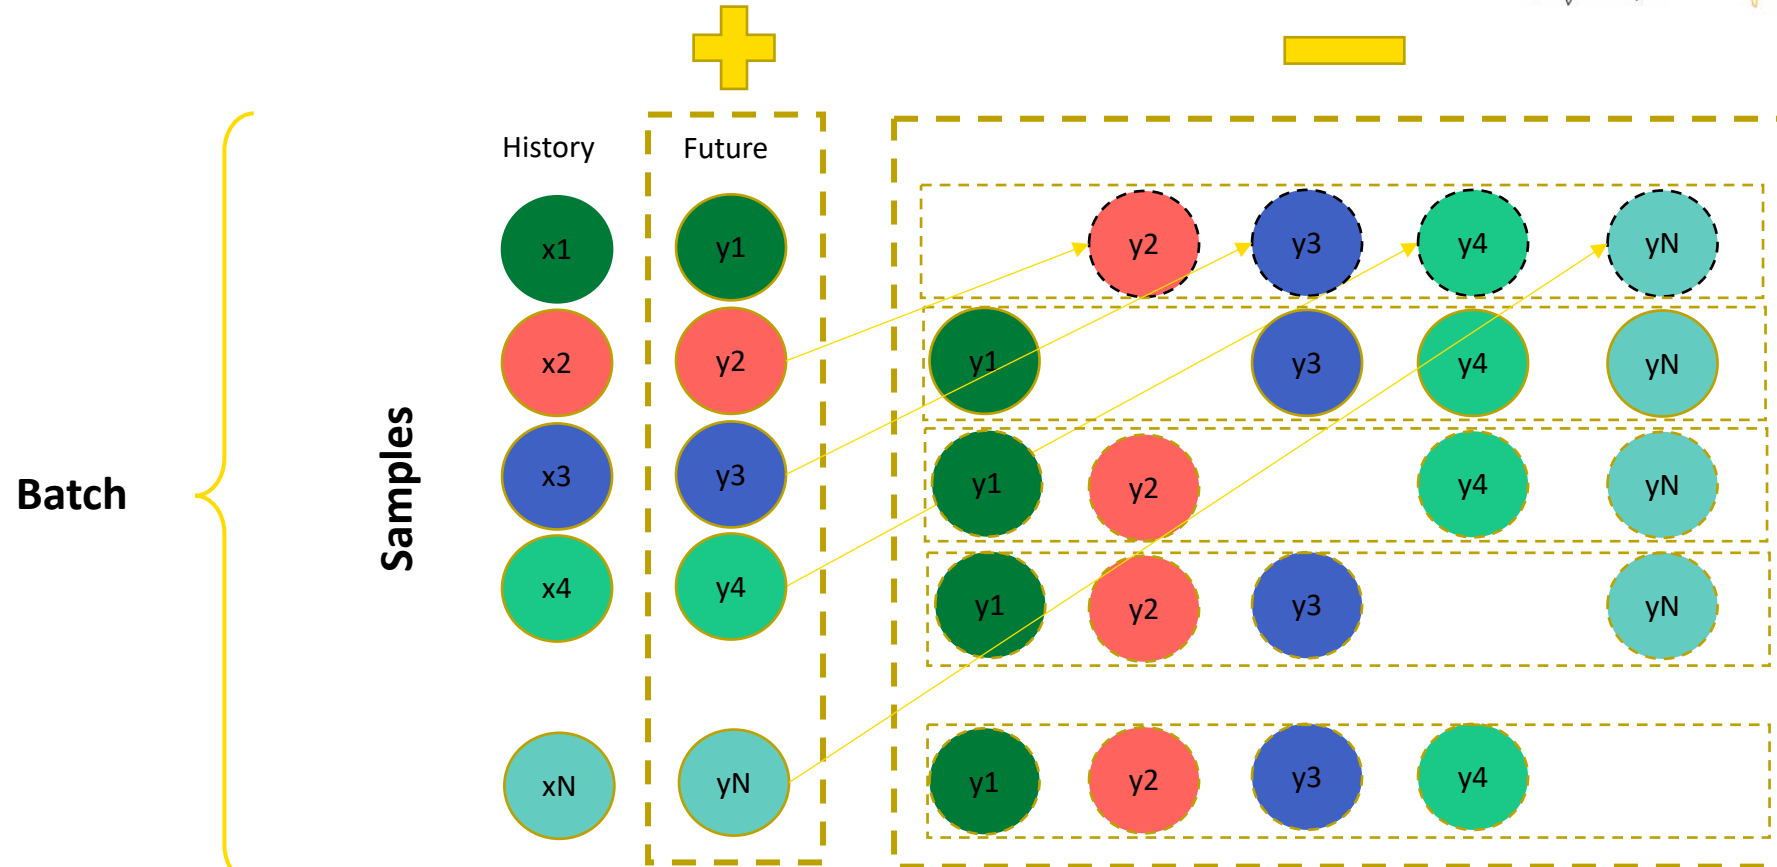 History Future
x1 y1 y2 y3 y4 yN
x2 y2 y1 y3 y4 yN
x3 y3 y1 y2 y4 yN
x4 y4 y1 y2 y3 yN
xN yN y1 y2 y3 y4
Batch
Samples